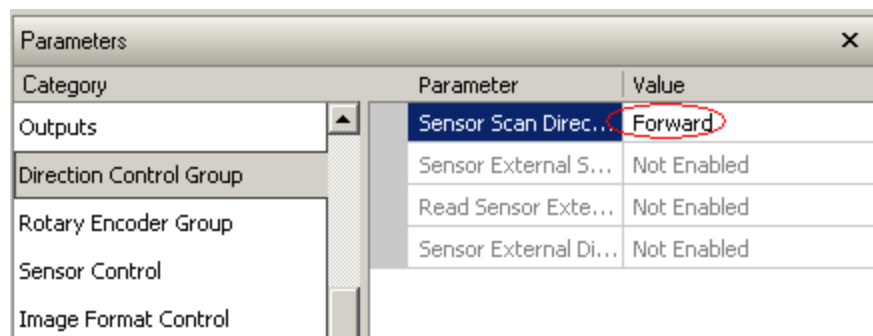 Parameters
Category
Parameter
Value
Outputs
Sensor Scan Direc...
Forward
Direction Control Group
Sensor External S...
Not Enabled
Read Sensor Exte...
Not Enabled
Rotary Encoder Group
Sensor External Di...
Not Enabled
Sensor Control
Image Format Control